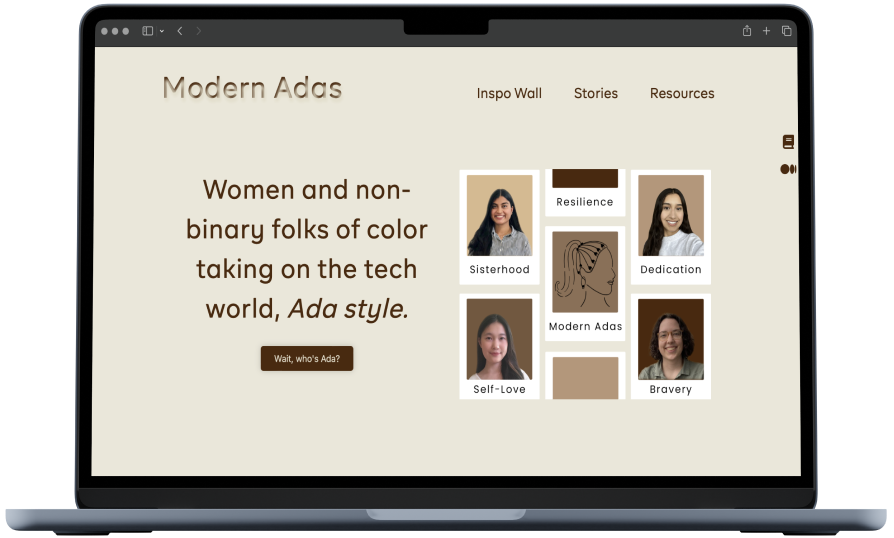 Modern Adas
Inspo Wall
Stories
Resources
Women and non-
binary folks of color
taking on the tech
world, Ada style.
Wait, who's Ada?
Sisterhood
Resilience
Dedication
Modern Adas
Self-Love
Bravery